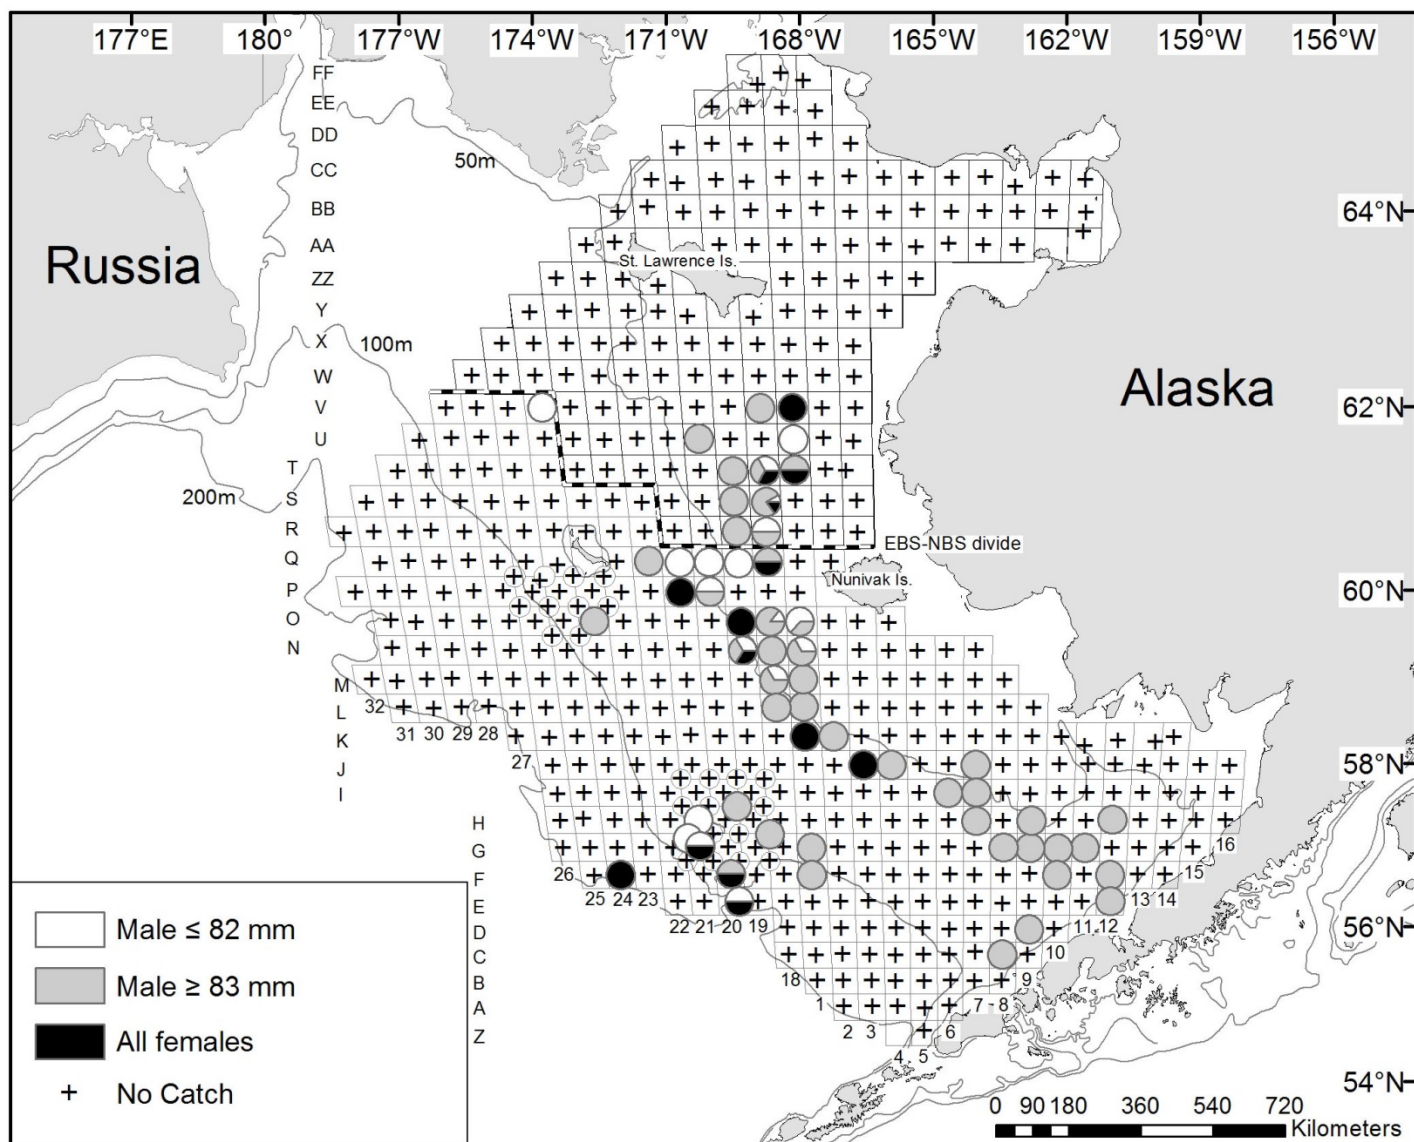 177°E 180° 177°W 174°W 171°W 168°W 165°W 162°W 159°W 156°W
FF
EE
DD
50m
CC
BB
64°N
AA
Russia
St. Lawrence Is.
ZZ
Y
X
100m
W
Alaska
V
62°N
U
T
200m
S
R
EBS-NBS divide
Q
Nunivak Is.
P
60°N
O
N
M
32
L
31 30 29 28
K
27
J
58°N
I
H
16
G
26
15
F
25 24 23
13 14
E
22 21 20 19
11 12
D
56°N
C
10
B
18
9
A
1
7 8
2 3
6
Z
4 5
54°N
Male ≤ 82 mm
Male ≥ 83 mm
All females
+ No Catch
0 90 180 360 540 720
Kilometers